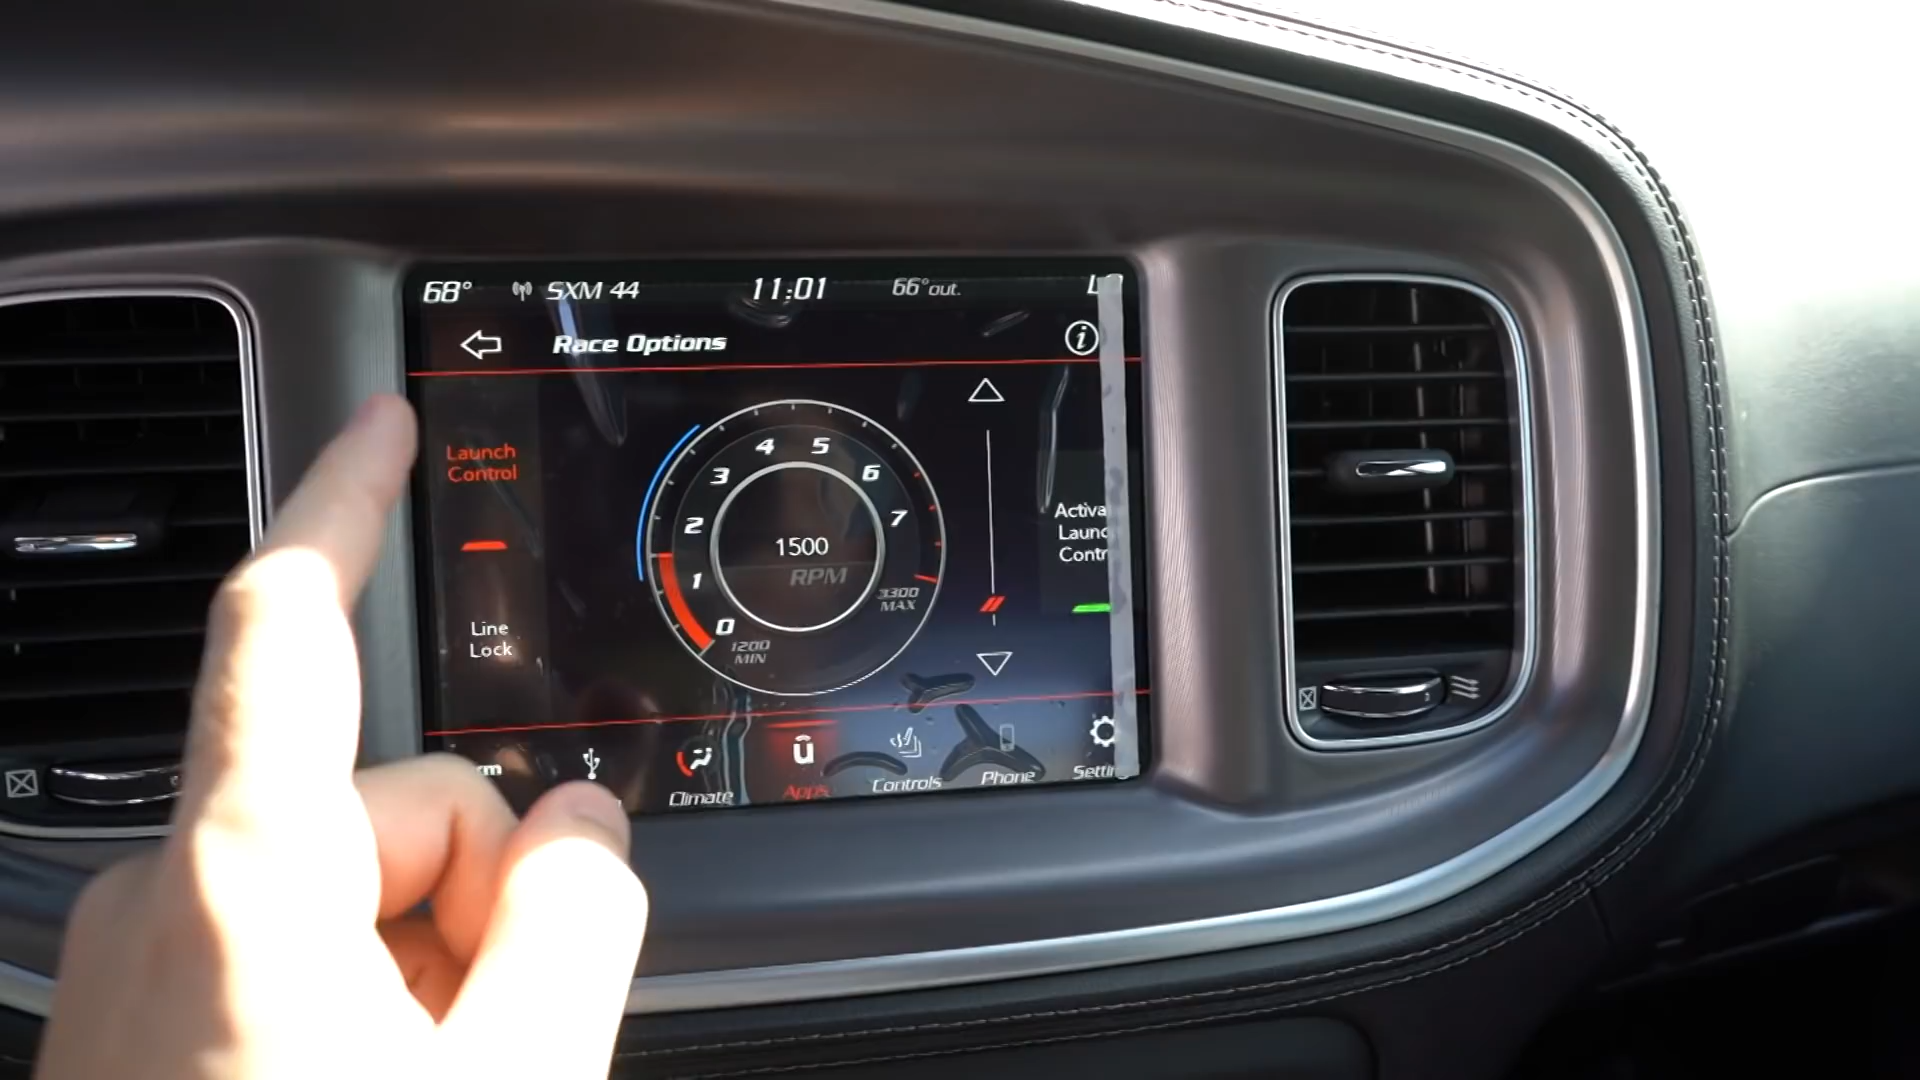 68° SXM 44 11:01 66°out.
Race Options
i
Launch
Control
Line
Lock
0 1 2 3 4 5 6 7
1500
RPM
1200
MIN
3300
MAX
Activa
Launc
Contr
Climate
Apps
Controls
Phone
Settin